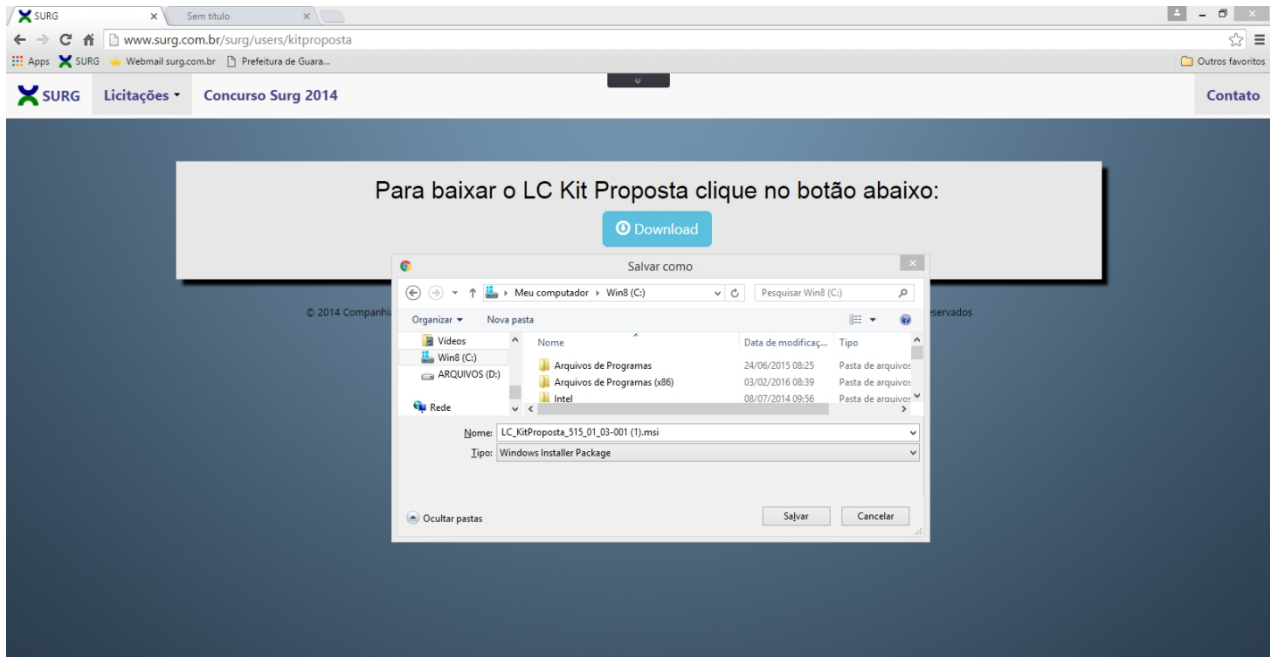 SURG
Sem título
www.surg.com.br/surg/users/kitproposta
Apps SURG Webmail surg.com.br Prefeitura de Guara... Outros favoritos
SURG Licitações Concurso Surg 2014 Contato
Para baixar o LC Kit Proposta clique no botão abaixo:
Download
Salvar como
Meu computador Win8 (C:) Pesquisar Win8 (C:)
© 2014 Companhi
eservados
Organizar Nova pasta
Vídeos
Win8 (C:)
ARQUIVOS (D:)
Rede
Nome Data de modificaç... Tipo
Arquivos de Programas 24/06/2015 08:25 Pasta de arquivos
Arquivos de Programas (x86) 03/02/2016 08:39 Pasta de arquivos
Intel 08/07/2014 09:56 Pasta de arquivos
Nome: LC_KitProposta_515_01_03-001 (1).msi
Tipo: Windows Installer Package
Ocultar pastas Salvar Cancelar